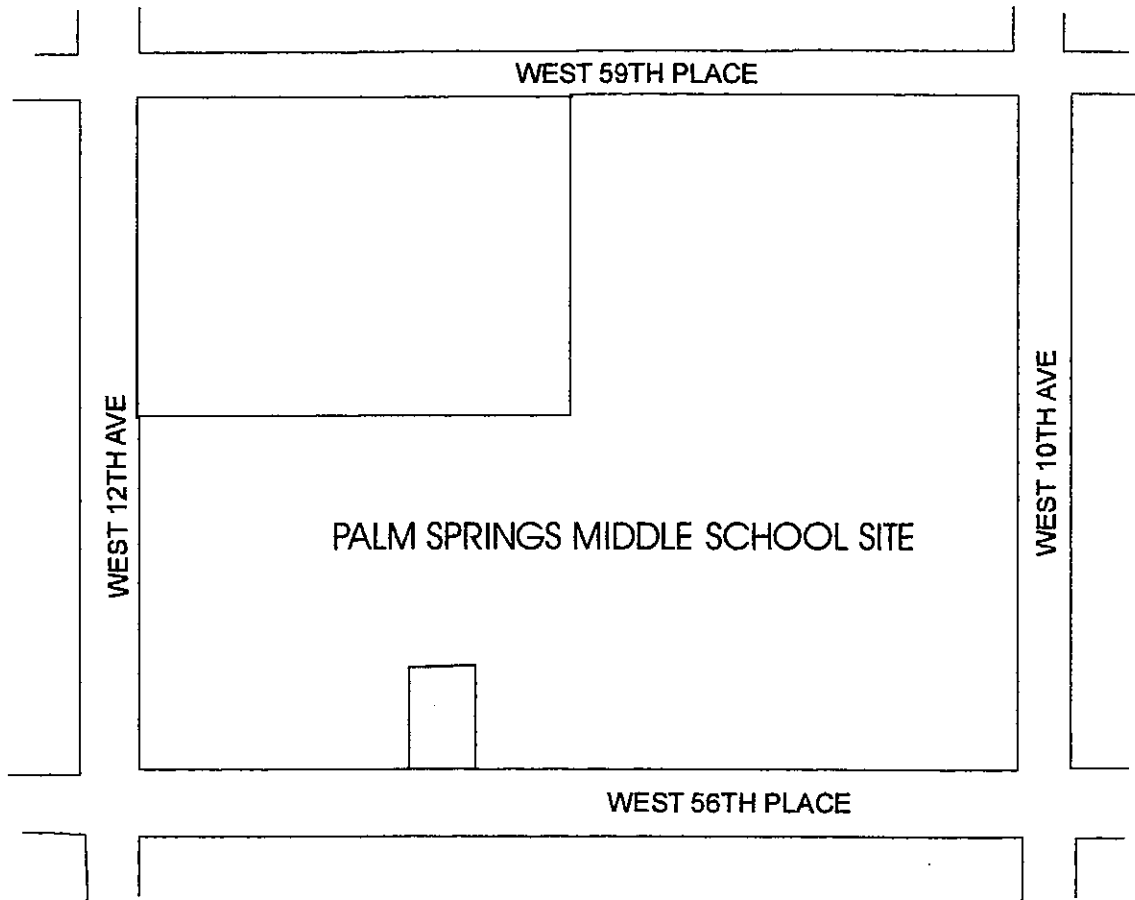 WEST 59TH PLACE
WEST 12TH AVE
WEST 10TH AVE
PALM SPRINGS MIDDLE SCHOOL SITE
WEST 56TH PLACE